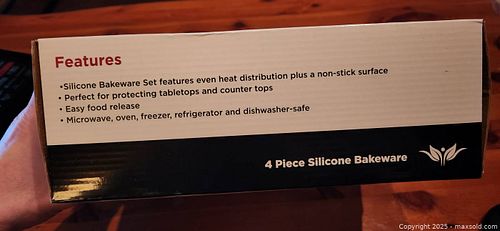 Features
•Silicone Bakeware Set features even heat distribution plus a non-stick surface
• Perfect for protecting tabletops and counter tops
• Easy food release
• Microwave, oven, freezer, refrigerator and dishwasher-safe
4 Piece Silicone Bakeware
Copyright 2025 - maxsold.com